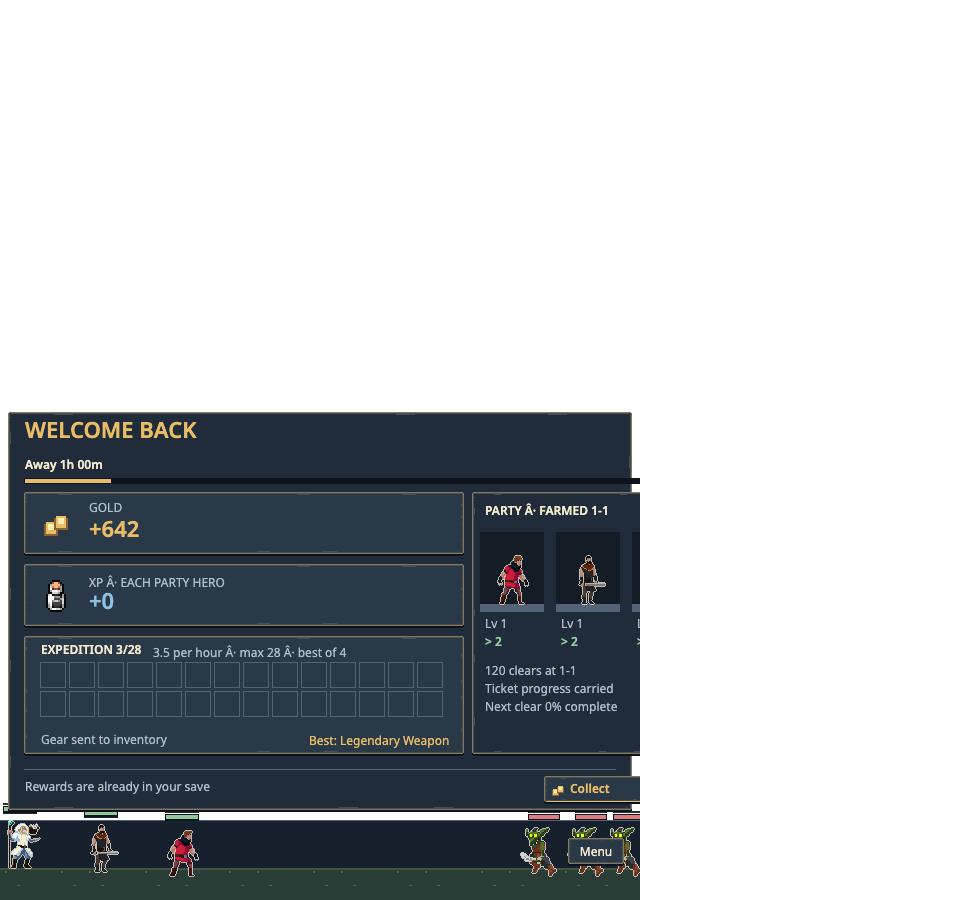 WELCOME BACK
Away 1h 00m
GOLD
+642
XP Â· EACH PARTY HERO
+0
EXPEDITION 3/28 3.5 per hour Â· max 28 Â· best of 4
Gear sent to inventory Best: Legendary Weapon
PARTY Â· FARMED 1-1
Lv 1 Lv 1
> 2 > 2
120 clears at 1-1
Ticket progress carried
Next clear 0% complete
Rewards are already in your save
Collect
Menu